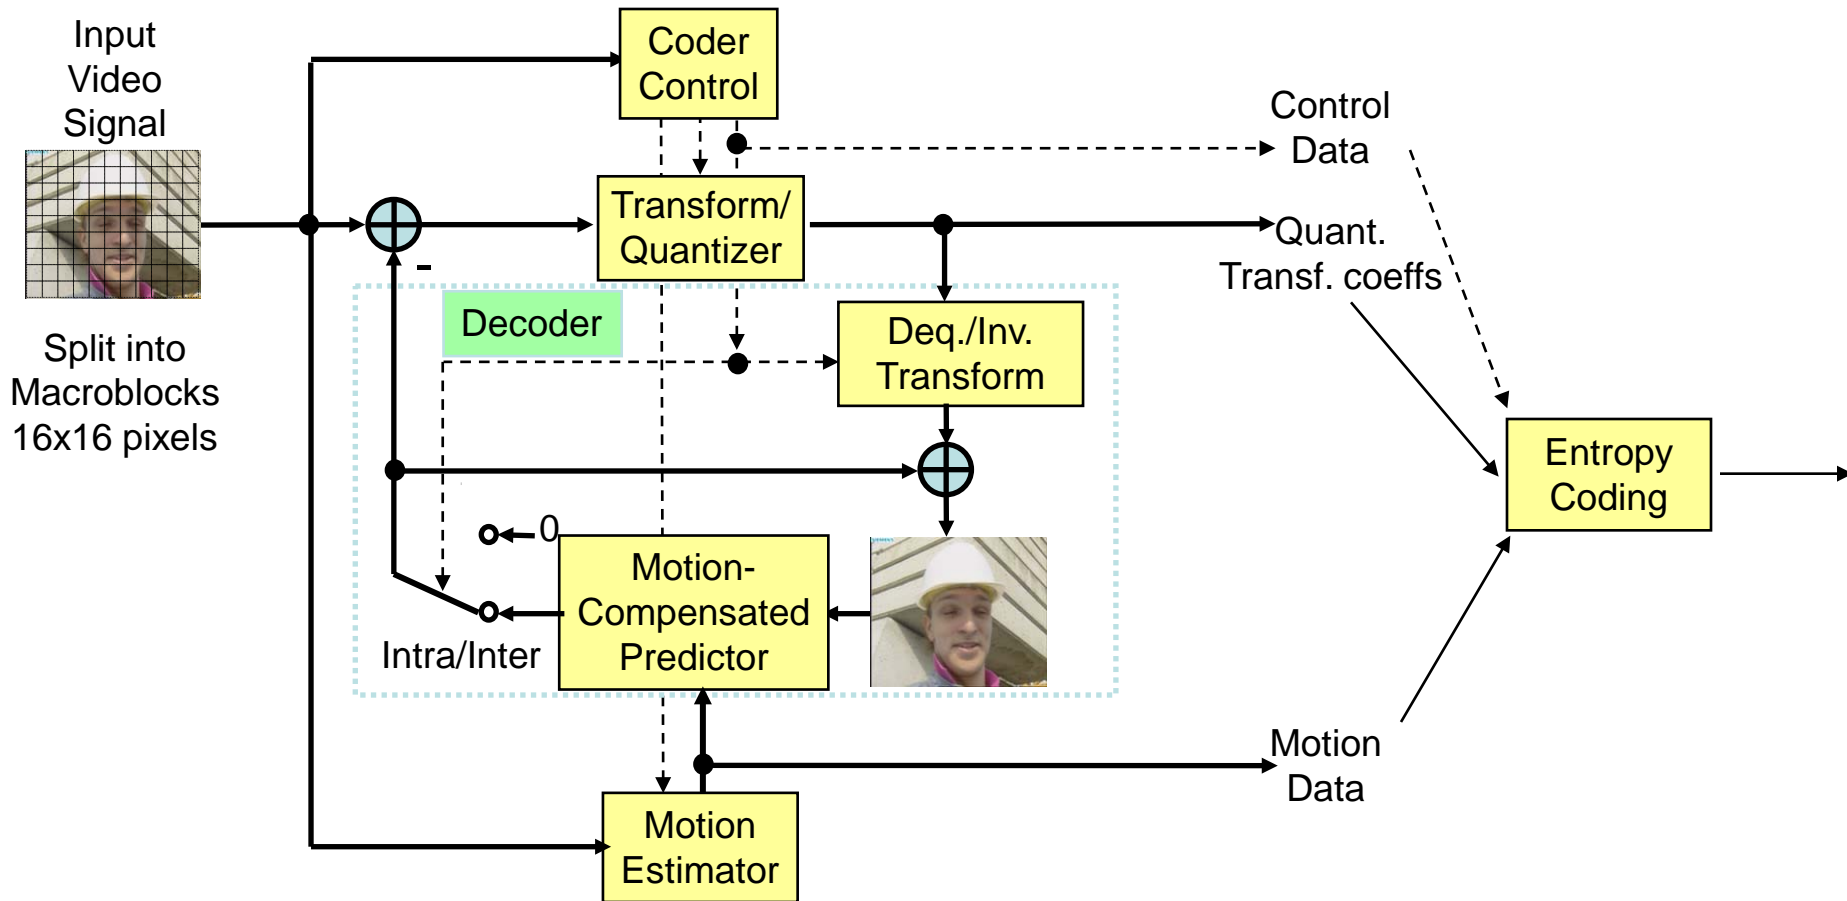 Input
Video
Signal
Split into
Macroblocks
16x16 pixels
Coder
Control
Transform/
Quantizer
-
Decoder
Deq./Inv.
Transform
0
Intra/Inter
Motion-
Compensated
Predictor
Motion
Estimator
Control
Data
Quant.
Transf. coeffs
Motion
Data
Entropy
Coding